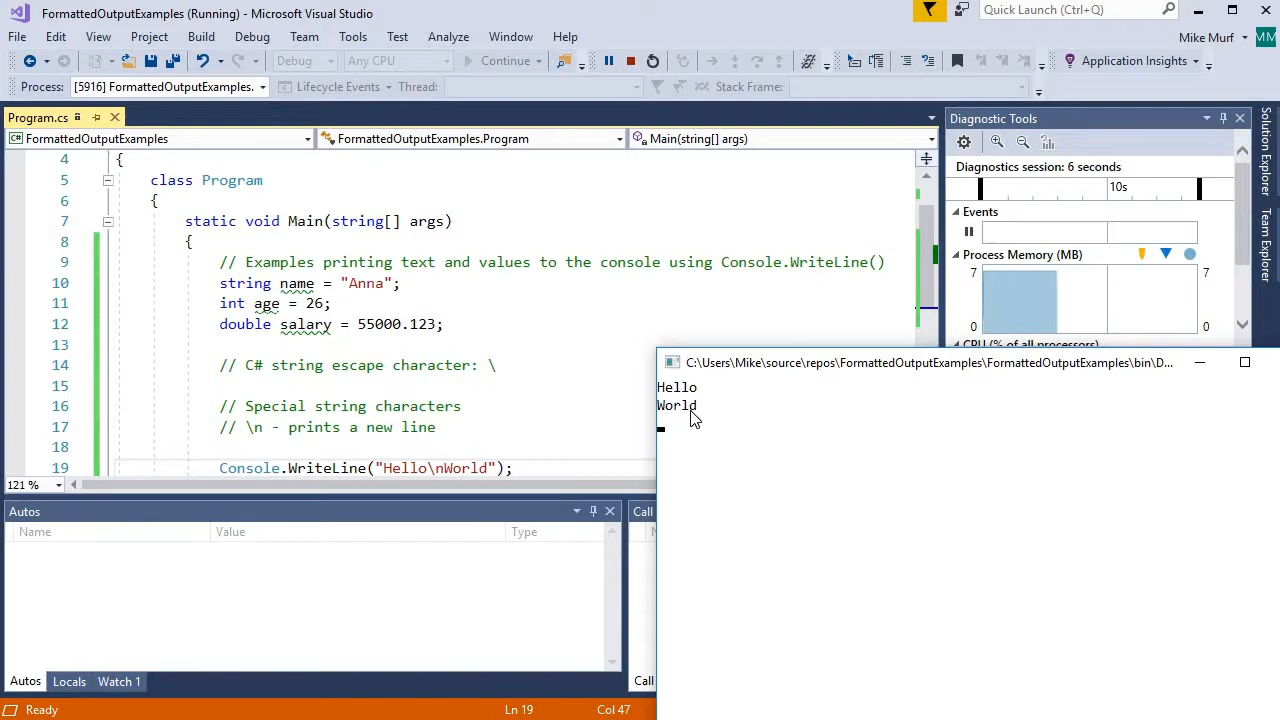 FormattedOutputExamples (Running) - Microsoft Visual Studio
Quick Launch (Ctrl+Q)
File Edit View Project Build Debug Team Tools Test Analyze Window Help
Mike Murf
MM
Debug Any CPU Continue Application Insights
Process: [5916] FormattedOutputExamples. Lifecycle Events Thread: Stack Frame:
Program.cs
FormattedOutputExamples FormattedOutputExamples.Program Main(string[] args)
4 {
5 class Program
6 {
7 static void Main(string[] args)
8 {
9 // Examples printing text and values to the console using Console.WriteLine()
10 string name = "Anna";
11 int age = 26;
12 double salary = 55000.123;
13
14 // C# string escape character: \
15
16 // Special string characters
17 // \n - prints a new line
18
19 Console.WriteLine("Hello\nWorld");
121 %
Diagnostic Tools
Diagnostics session: 6 seconds
10s
Events
Process Memory (MB)
7 7
0 0
CPU (% of all processors)
Solution Explorer
Team Explorer
C:\Users\Mike\source\repos\FormattedOutputExamples\FormattedOutputExamples\bin\D...
Hello
World
Autos
Name Value Type
Call
Autos Locals Watch 1
Call
Ready Ln 19 Col 47